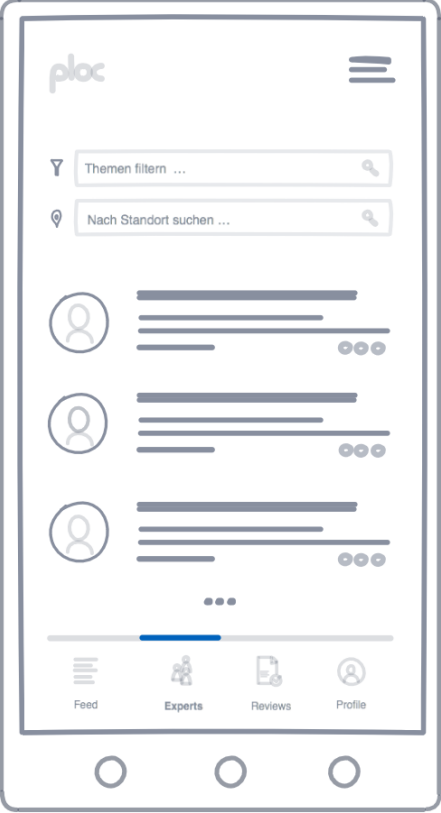 ploc
Themen filtern ...
Nach Standort suchen ...
Feed
Experts
Reviews
Profile